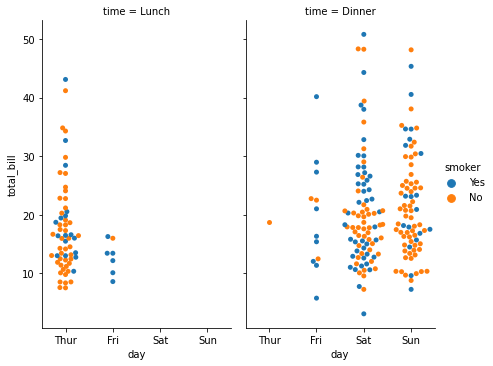 time = Lunch
time = Dinner
50
40
30
20
10
total_bill
Thur Fri Sat Sun
day
Thur Fri Sat Sun
day
smoker
Yes
No